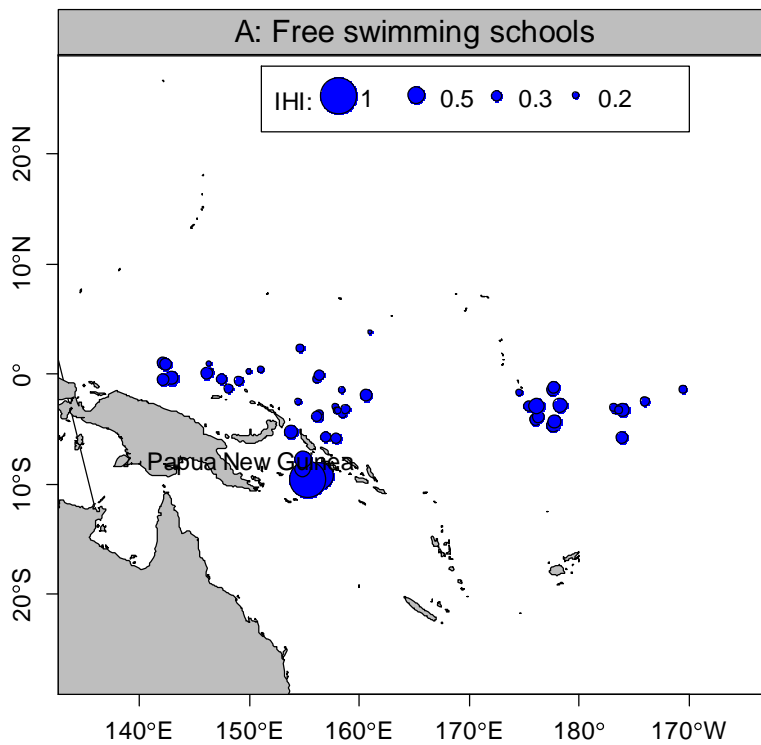 A: Free swimming schools
IHI: 1 0.5 0.3 0.2
20°N
10°N
0°
10°S
20°S
Papua New Guinea
140°E 150°E 160°E 170°E 180° 170°W